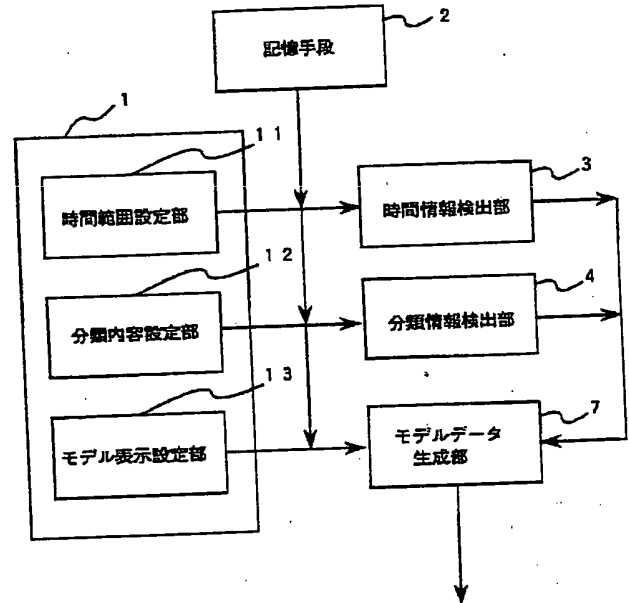 2
記憶手段
1
11
時間範囲設定部
3
時間情報検出部
12
分類内容設定部
4
分類情報検出部
13
モデル表示設定部
7
モデルデータ
生成部